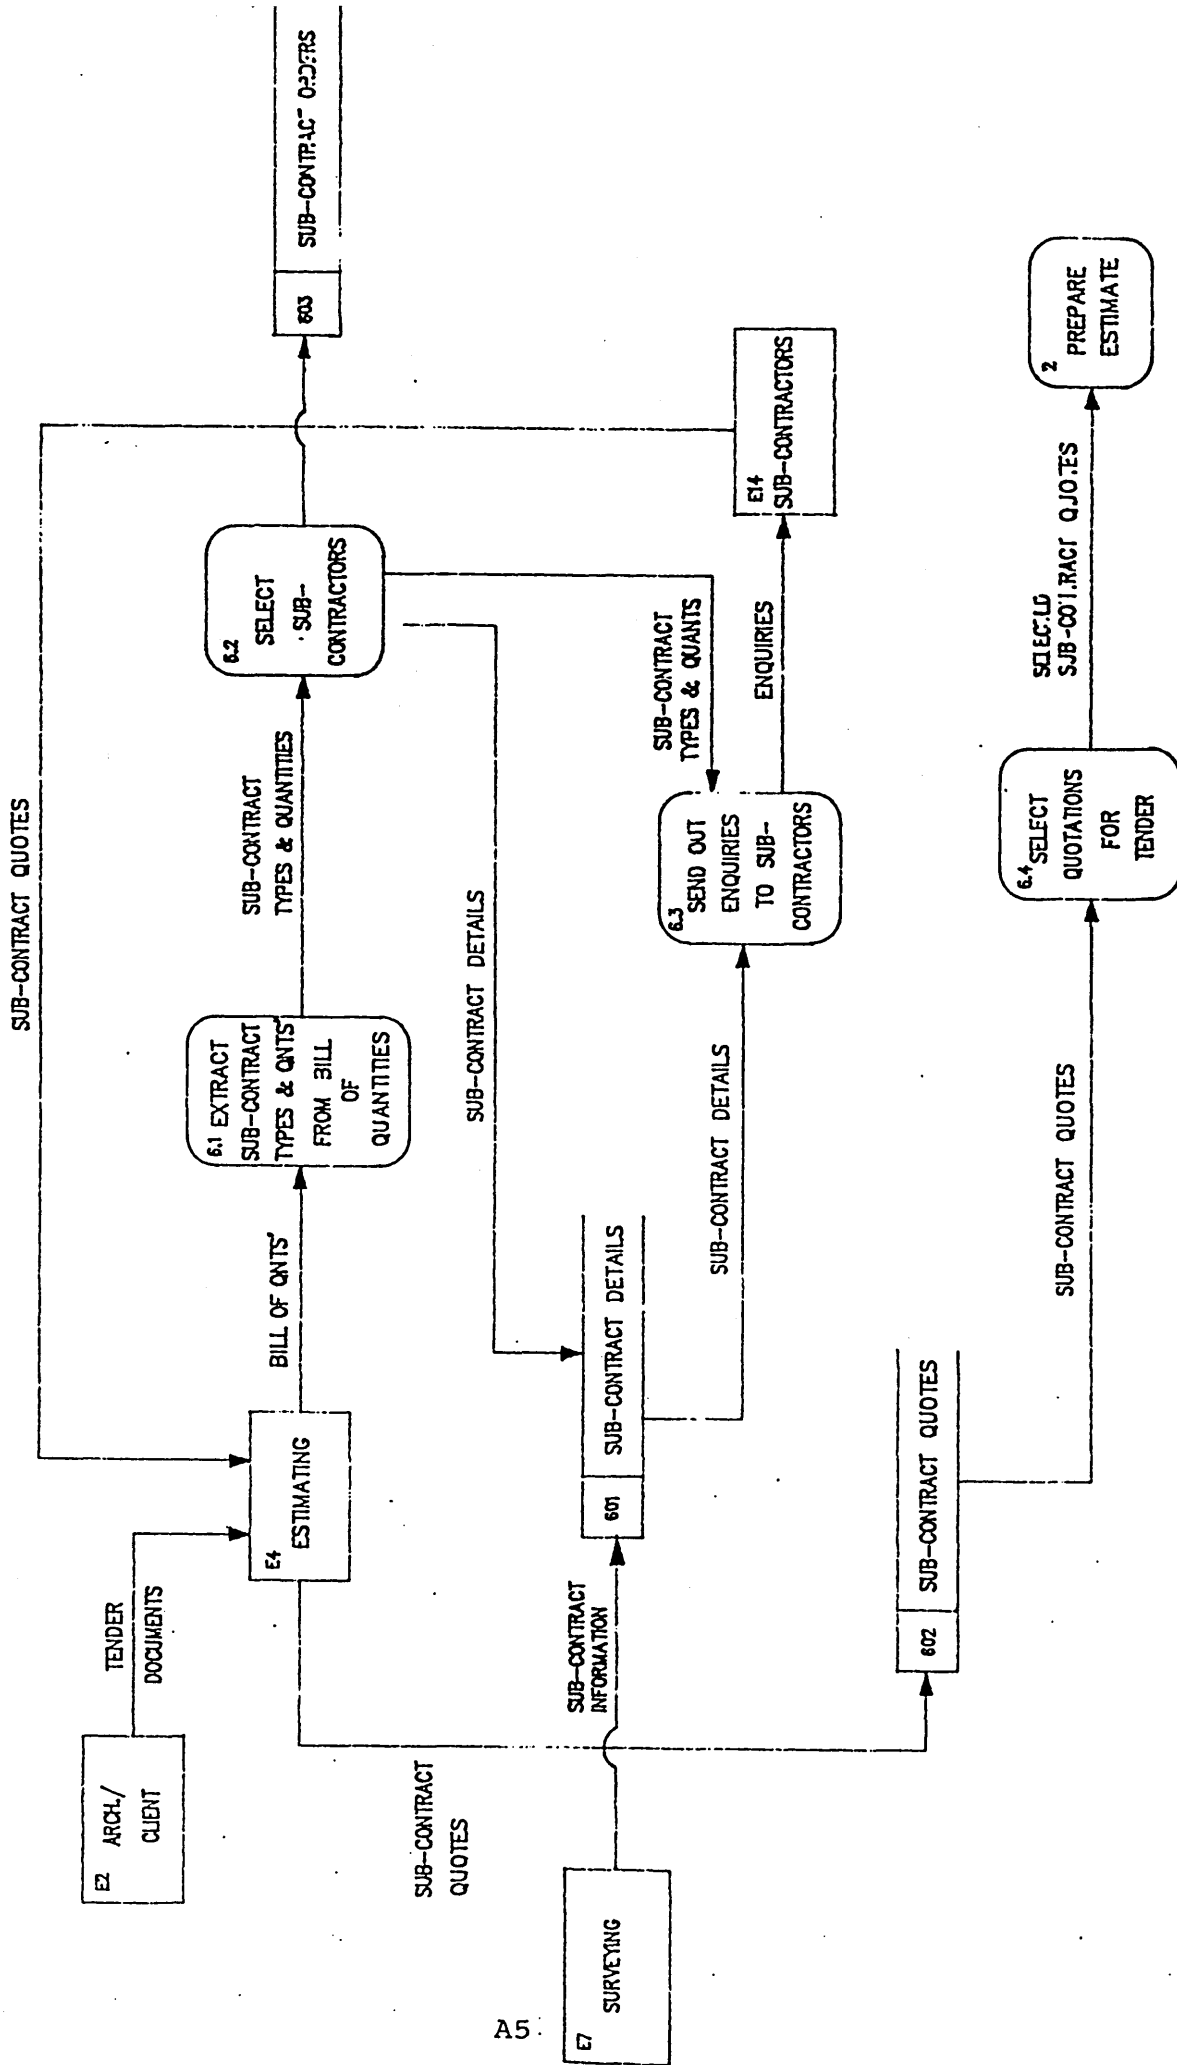 SUB-CONTRACT QUOTES
E2
ARCH./
CLIENT
TENDER
DOCUMENTS
E4
ESTIMATING
BILL OF QNTS'
6.1 EXTRACT
SUB-CONTRACT
TYPES & QNTS'
FROM BILL
OF
QUANTITIES
SUB-CONTRACT
TYPES & QUANTITIES
6.2
SELECT
SUB-
CONTRACTORS
603
SUB-CONTRACT ORDERS
SUB-CONTRACT
QUOTES
SUB-CONTRACT DETAILS
E7
SURVEYING
SUB-CONTRACT
INFORMATION
601
SUB-CONTRACT DETAILS
SUB-CONTRACT DETAILS
6.3
SEND OUT
ENQUIRIES
TO SUB-
CONTRACTORS
SUB-CONTRACT
TYPES & QUANTS
ENQUIRIES
E14
SUB-CONTRACTORS
602
SUB-CONTRACT QUOTES
SUB-CONTRACT QUOTES
6.4 SELECT
QUOTATIONS
FOR
TENDER
SELECTED
SUB-CONTRACT QUOTES
2
PREPARE
ESTIMATE
A5